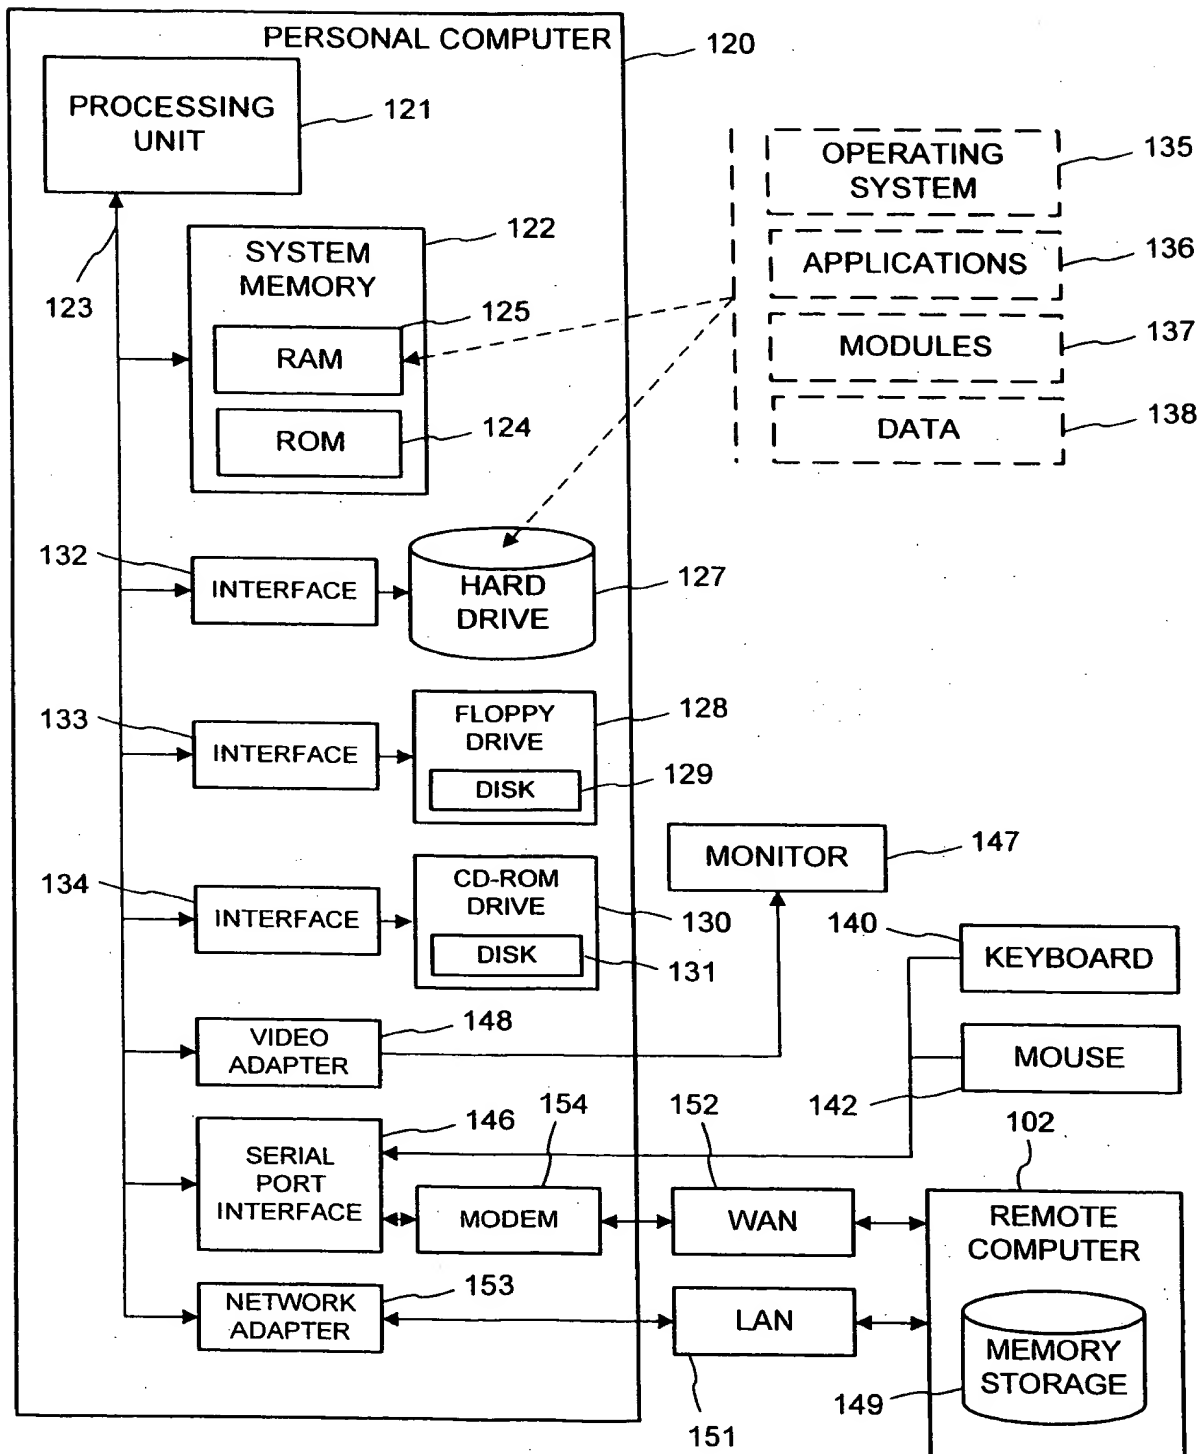 PERSONAL COMPUTER
120
PROCESSING
UNIT
121
123
SYSTEM
MEMORY
122
125
RAM
ROM
124
OPERATING
SYSTEM
135
APPLICATIONS
136
MODULES
137
DATA
138
132
INTERFACE
HARD
DRIVE
127
133
INTERFACE
FLOPPY
DRIVE
128
DISK
129
134
INTERFACE
CD-ROM
DRIVE
130
DISK
131
MONITOR
147
140
KEYBOARD
MOUSE
142
VIDEO
ADAPTER
148
146
SERIAL
PORT
INTERFACE
154
MODEM
152
WAN
102
REMOTE
COMPUTER
NETWORK
ADAPTER
153
LAN
151
MEMORY
STORAGE
149